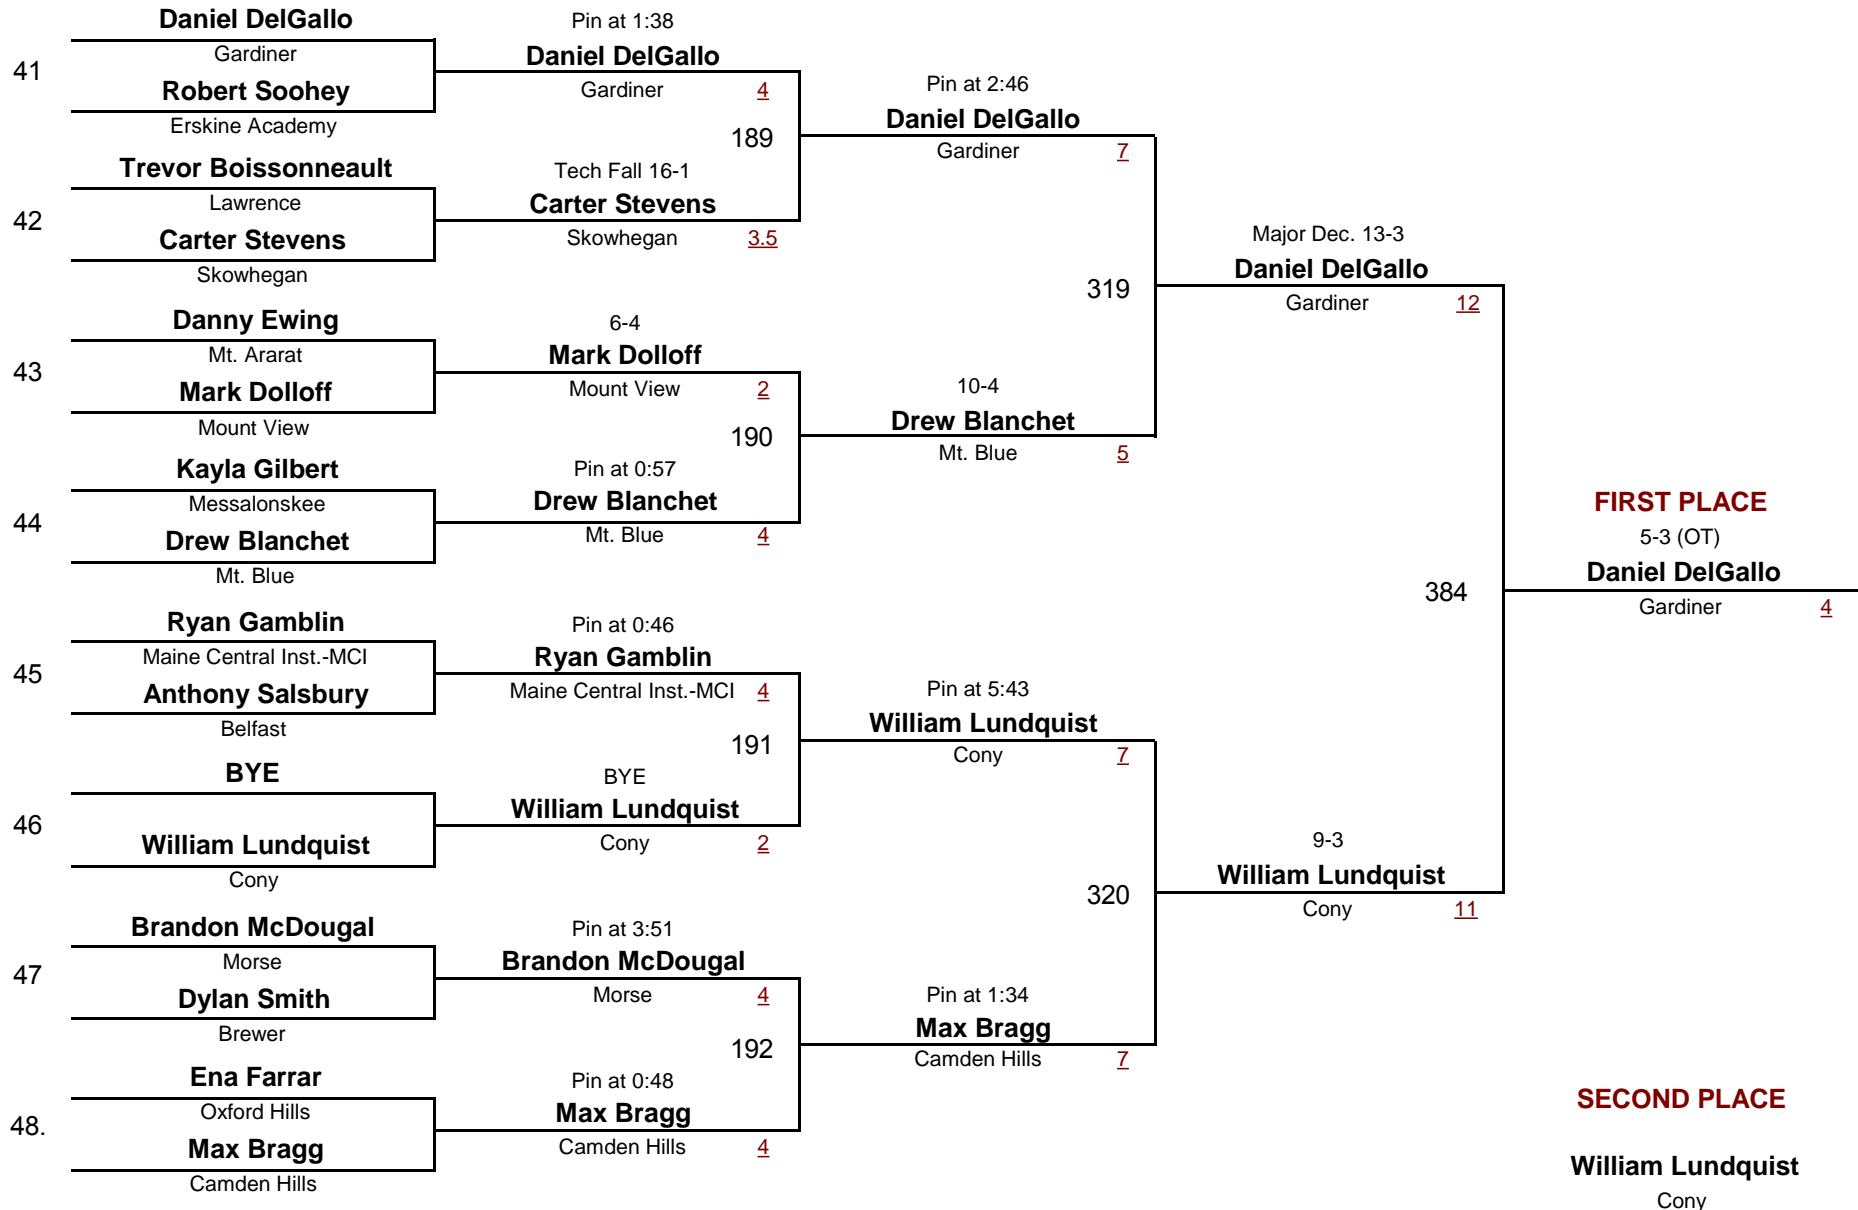 Daniel DelGallo
Gardiner
41
Robert Soohey
Erskine Academy
Trevor Boissonneault
Lawrence
42
Carter Stevens
Skowhegan
Danny Ewing
Mt. Ararat
43
Mark Dolloff
Mount View
Kayla Gilbert
Messalonskee
44
Drew Blanchet
Mt. Blue
Ryan Gamblin
Maine Central Inst.-MCI
45
Anthony Salsbury
Belfast
BYE
46
William Lundquist
Cony
Brandon McDougal
Morse
47
Dylan Smith
Brewer
Ena Farrar
Oxford Hills
48.
Max Bragg
Camden Hills
Pin at 1:38
Daniel DelGallo
Gardiner 4
189
Tech Fall 16-1
Carter Stevens
Skowhegan 3.5
6-4
Mark Dolloff
Mount View 2
190
Pin at 0:57
Drew Blanchet
Mt. Blue 4
Pin at 0:46
Ryan Gamblin
Maine Central Inst.-MCI 4
191
BYE
William Lundquist
Cony 2
Pin at 3:51
Brandon McDougal
Morse 4
192
Pin at 0:48
Max Bragg
Camden Hills 4
Pin at 2:46
Daniel DelGallo
Gardiner 7
319
10-4
Drew Blanchet
Mt. Blue 5
Pin at 5:43
William Lundquist
Cony 7
320
Pin at 1:34
Max Bragg
Camden Hills 7
Major Dec. 13-3
Daniel DelGallo
Gardiner 12
384
9-3
William Lundquist
Cony 11
FIRST PLACE
5-3 (OT)
Daniel DelGallo
Gardiner 4
SECOND PLACE
William Lundquist
Cony